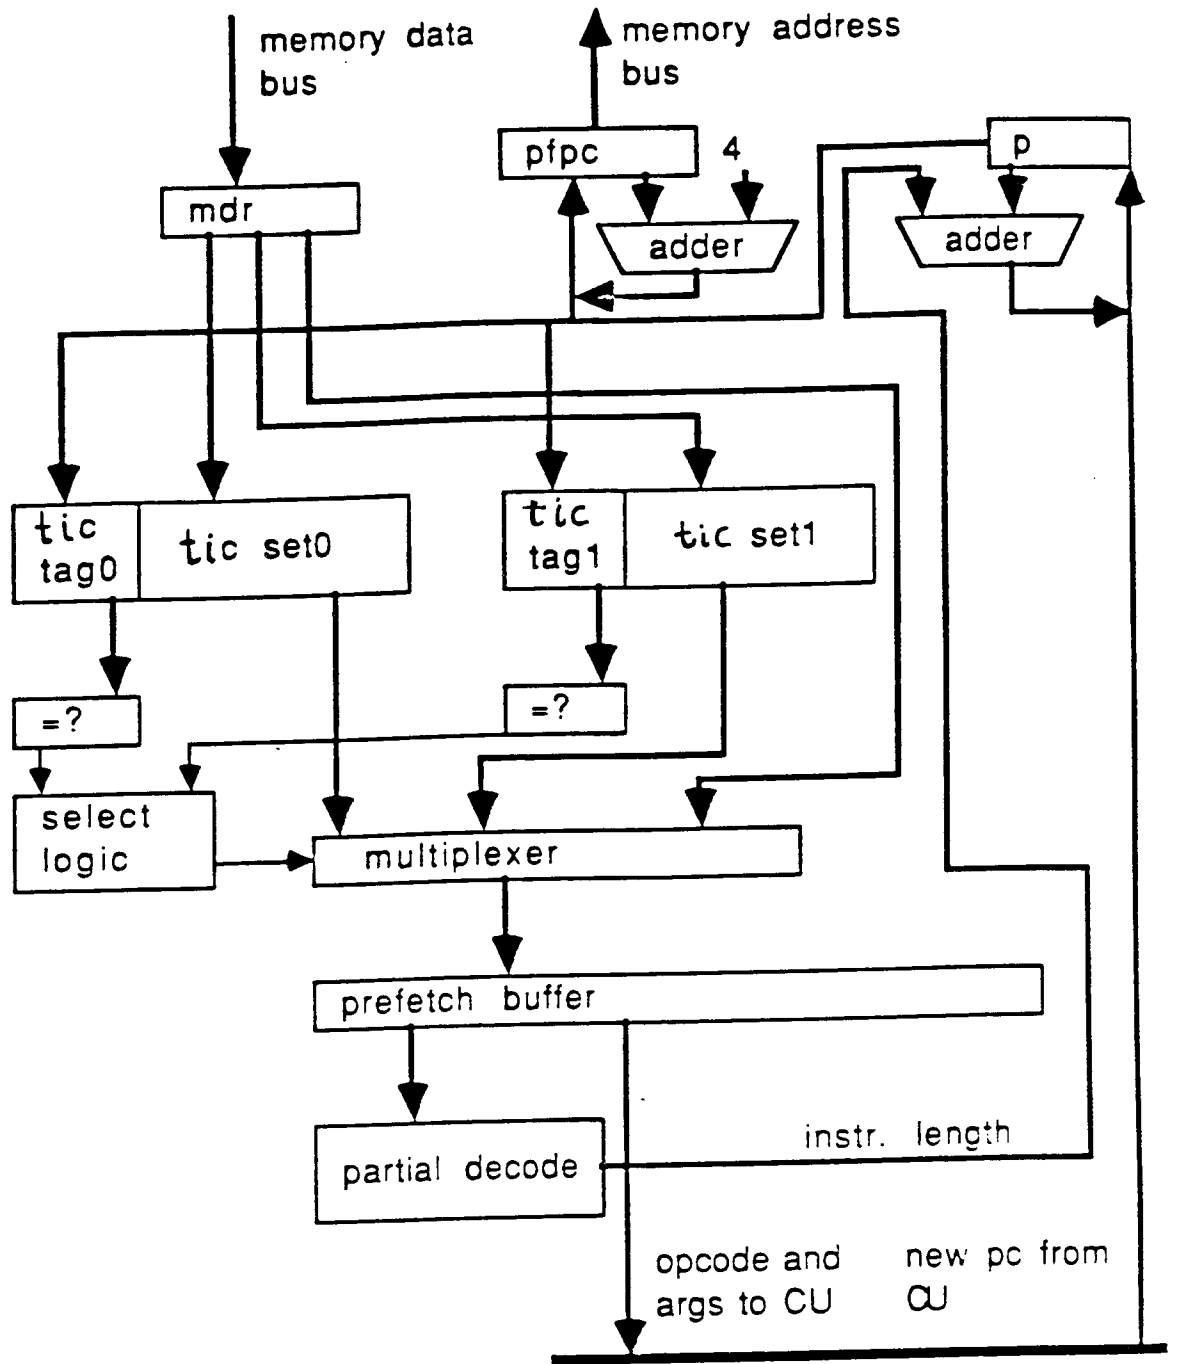 memory data
bus
memory address
bus
pfpc
4
p
mdr
adder
adder
tic
tag0
tic set0
tic
tag1
tic set1
=?
=?
select
logic
multiplexer
prefetch buffer
partial decode
instr. length
opcode and
args to CU
new pc from
CU